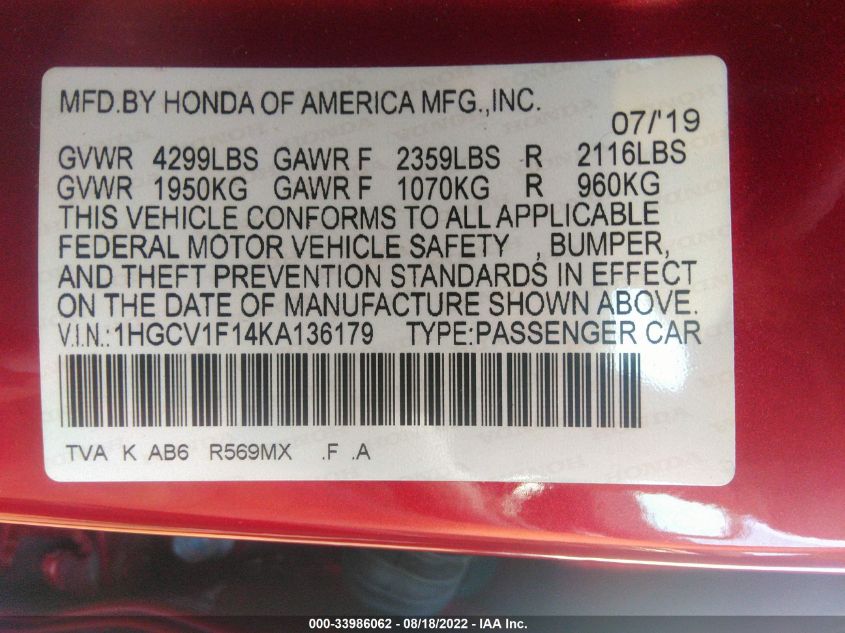 MFD.BY HONDA OF AMERICA MFG.,INC.
07/'19
GVWR 4299LBS GAWR F 2359LBS R 2116LBS
GVWR 1950KG GAWR F 1070KG R 960KG
THIS VEHICLE CONFORMS TO ALL APPLICABLE
FEDERAL MOTOR VEHICLE SAFETY , BUMPER,
AND THEFT PREVENTION STANDARDS IN EFFECT
ON THE DATE OF MANUFACTURE SHOWN ABOVE.
V.I.N.:1HGCV1F14KA136179 TYPE:PASSENGER CAR
TVA K AB6 R569MX .F .A
000-33986062 - 08/18/2022 - IAA Inc.